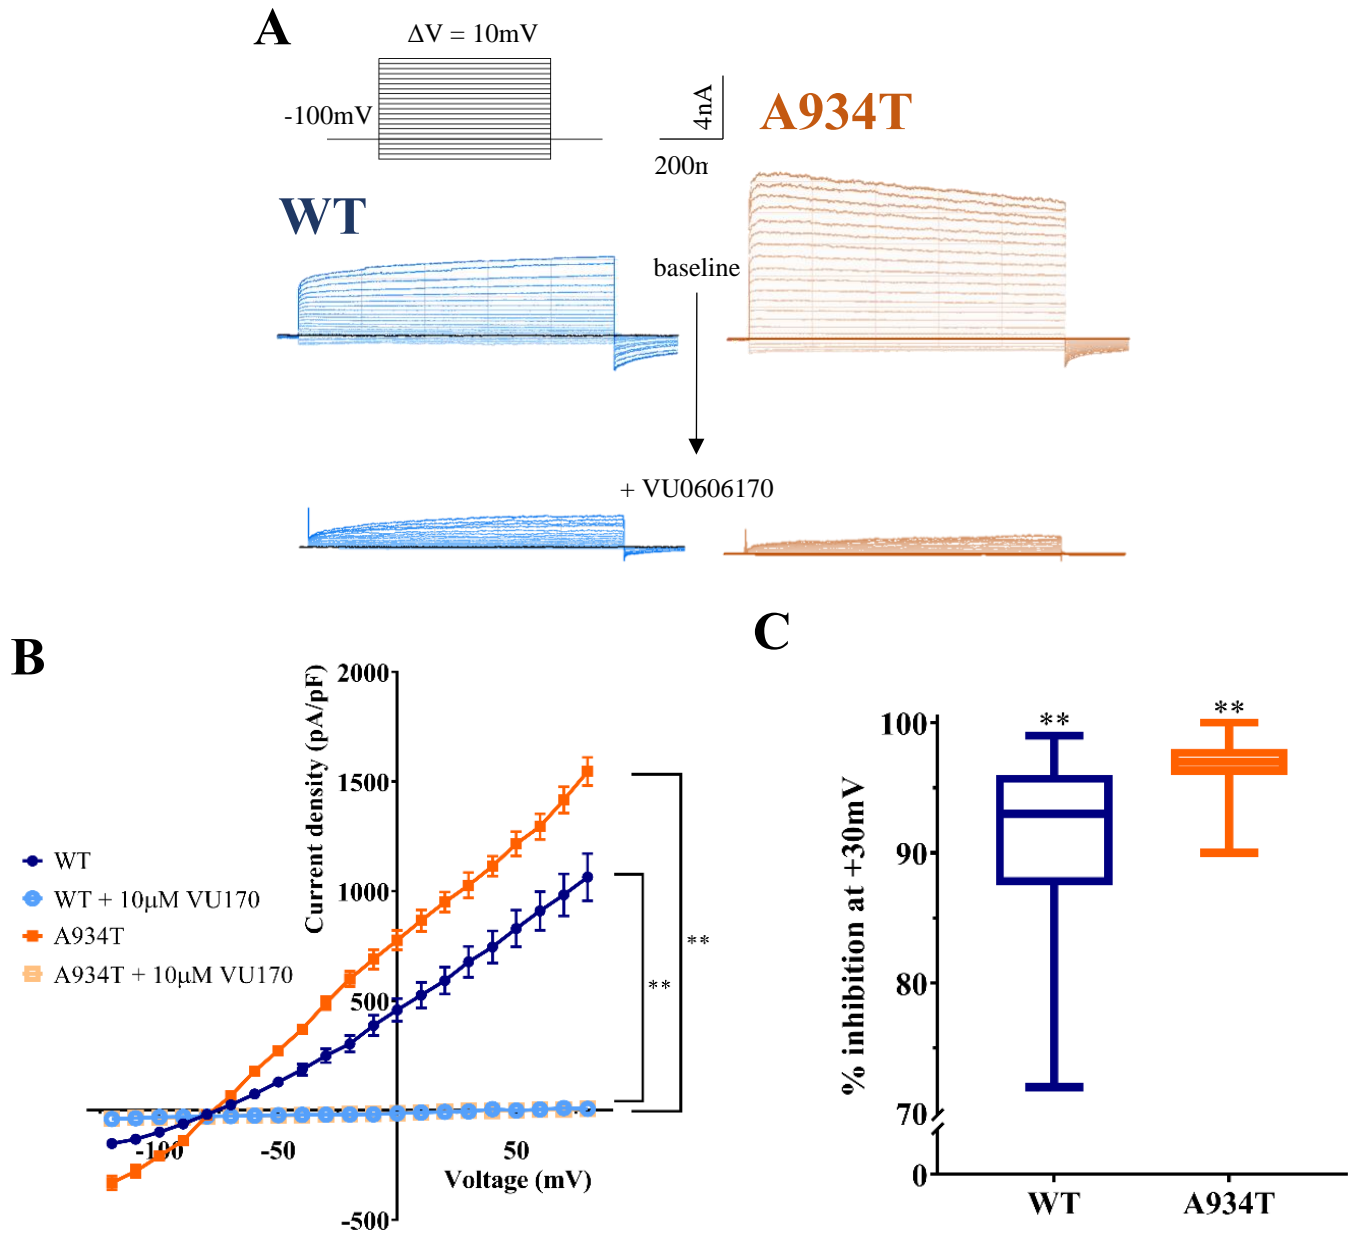 A
ΔV = 10mV
-100mV
4nA
200m
A934T
WT
baseline
+ VU0606170
B
Current density (pA/pF)
2000
1500
1000
500
-500
-100
-50
50
Voltage (mV)
WT
WT + 10μM VU170
A934T
A934T + 10μM VU170
**
**
C
% inhibition at +30mV
100
90
80
70
0
**
**
WT
A934T